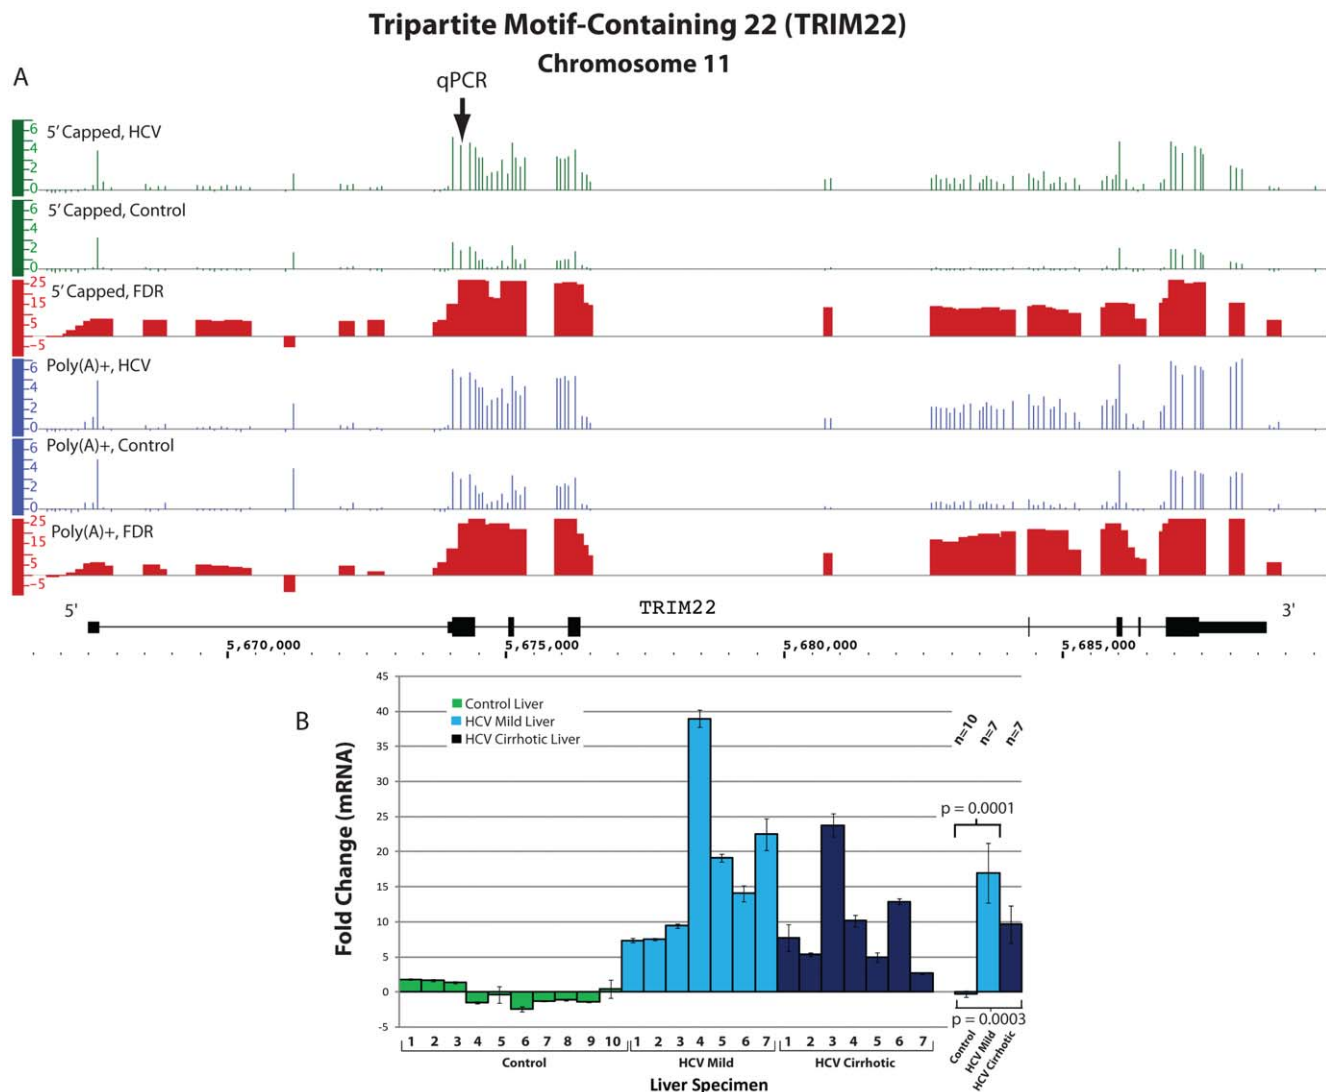 Tripartite Motif-Containing 22 (TRIM22)
Chromosome 11
A
qPCR
6
4
2
0
5' Capped, HCV
6
4
2
0
5' Capped, Control
25
15
5
-5
5' Capped, FDR
6
4
2
0
Poly(A)+, HCV
6
4
2
0
Poly(A)+, Control
25
15
5
-5
Poly(A)+, FDR
5' TRIM22 3'
5,670,000 5,675,000 5,680,000 5,685,000
B
Fold Change (mRNA)
45
40
35
30
25
20
15
10
5
0
-5
Control Liver
HCV Mild Liver
HCV Cirrhotic Liver
n=10 n=7 n=7
p = 0.0001
p = 0.0003
1 2 3 4 5 6 7 8 9 10 1 2 3 4 5 6 7 1 2 3 4 5 6 7
Control HCV Mild HCV Cirrhotic
Control
HCV Mild
HCV Cirrhotic
Liver Specimen